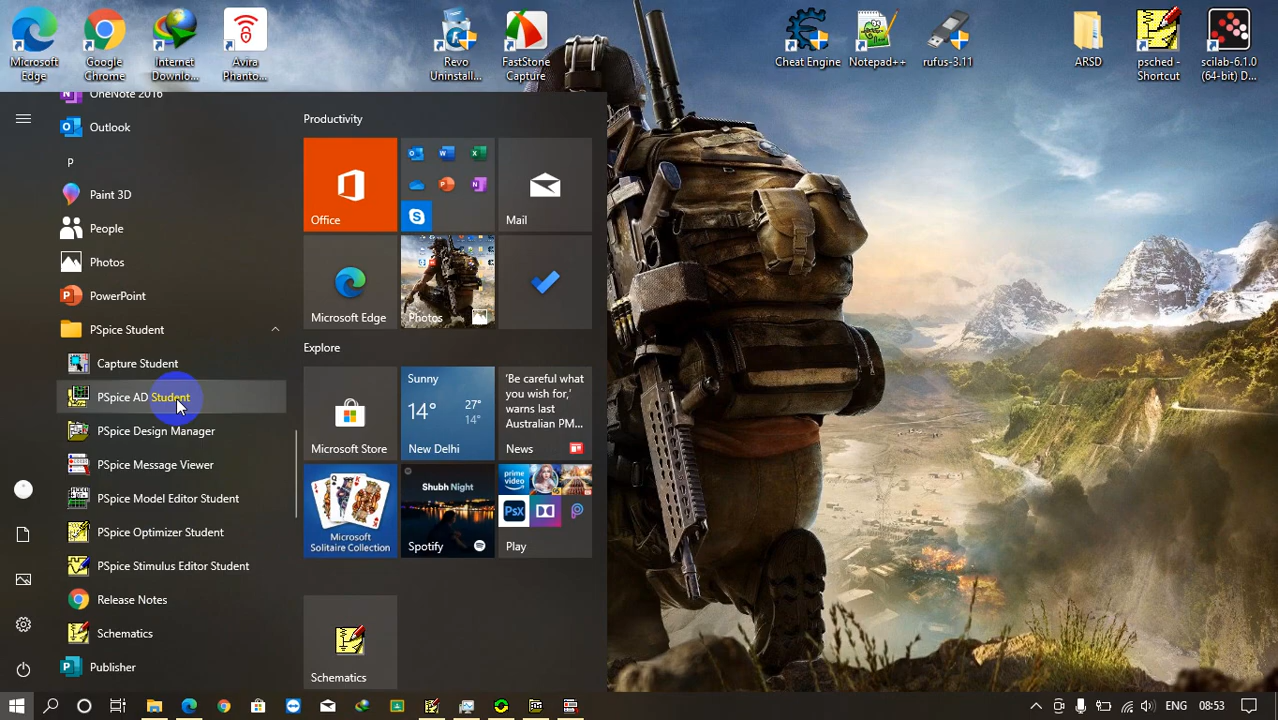 Microsoft
Edge
Google
Chrome
Internet
Downlo...
Avira
Phanto...
Revo
Uninstall...
FastStone
Capture
Cheat Engine
Notepad++
rufus-3.11
ARSD
psched -
Shortcut
scilab-6.1.0
(64-bit) D...
OneNote 2016
Outlook
P
Paint 3D
People
Photos
PowerPoint
PSpice Student
Capture Student
PSpice AD Student
PSpice Design Manager
PSpice Message Viewer
PSpice Model Editor Student
PSpice Optimizer Student
PSpice Stimulus Editor Student
Release Notes
Schematics
Publisher
Productivity
Office
Mail
Microsoft Edge
Photos
Explore
Microsoft Store
Sunny
14°
27°
14°
New Delhi
'Be careful what
you wish for,'
warns last
Australian PM...
News
Microsoft
Solitaire Collection
Shubh Night
Spotify
prime
video
PsX
Play
Schematics
ENG
08:53